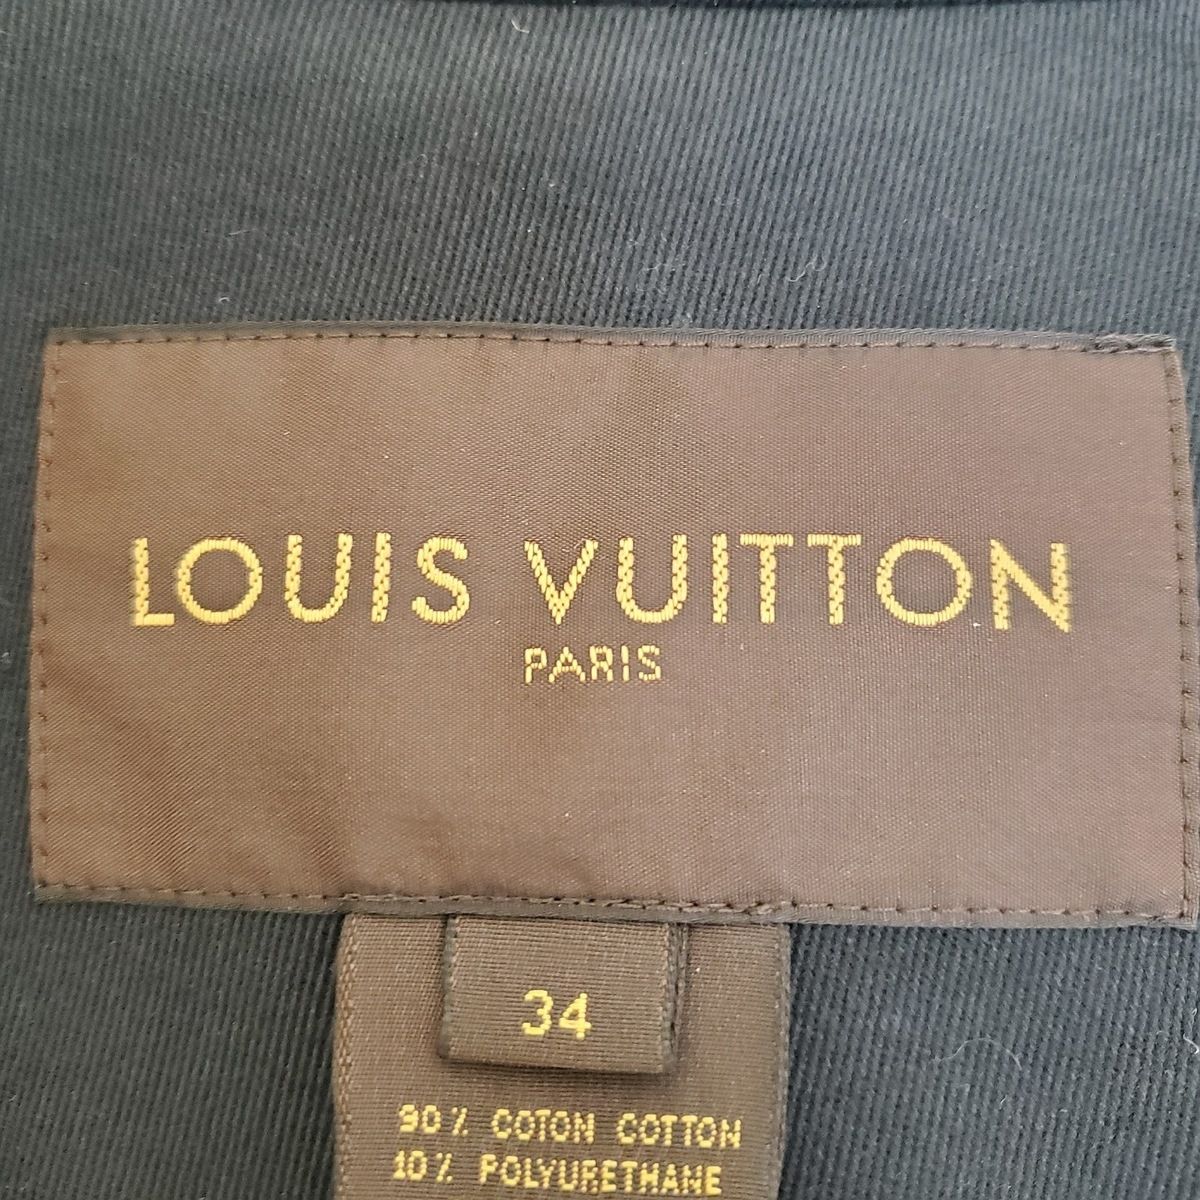 LOUIS VUITTON
PARIS
34
90% COTON COTTON
10% POLYURETHANE